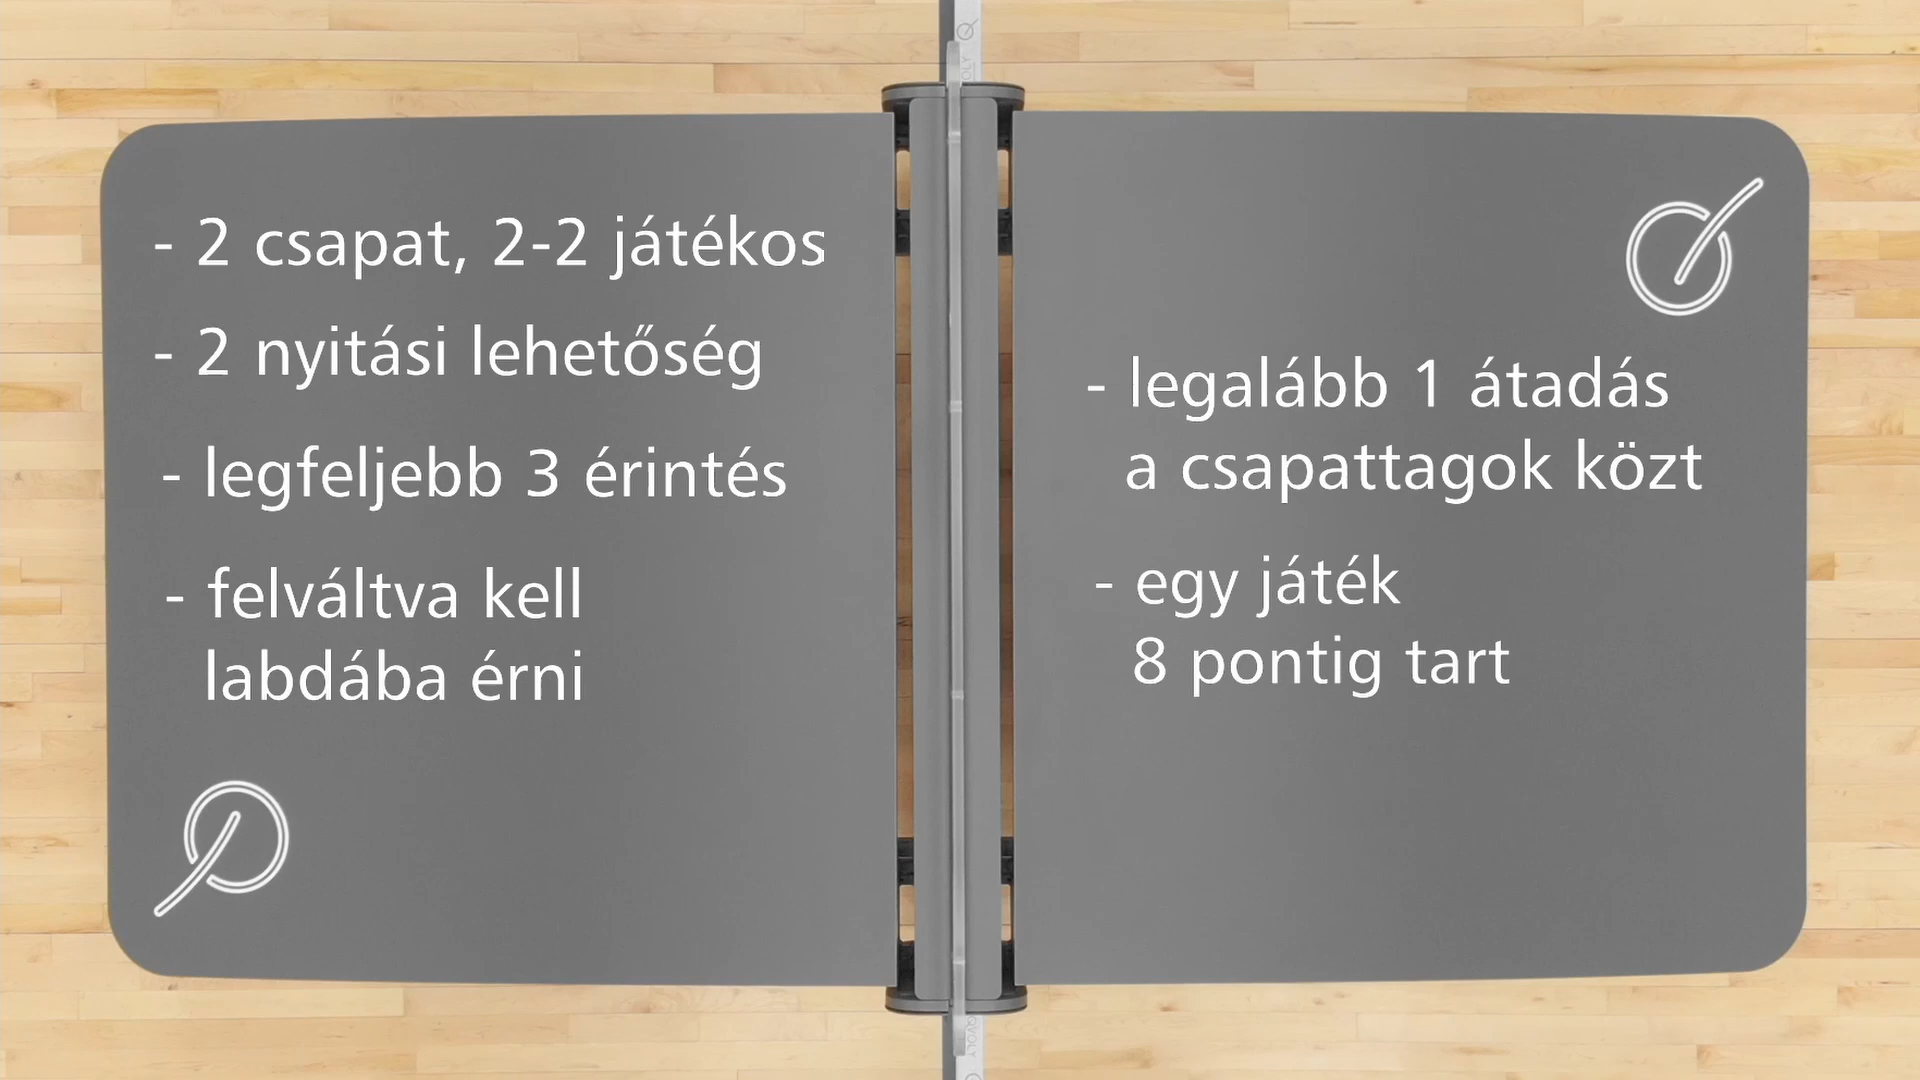 - 2 csapat, 2-2 játékos
- 2 nyitási lehetőség
- legfeljebb 3 érintés
- felváltva kell
labdába érni
- legalább 1 átadás
a csapattagok közt
- egy játék
8 pontig tart